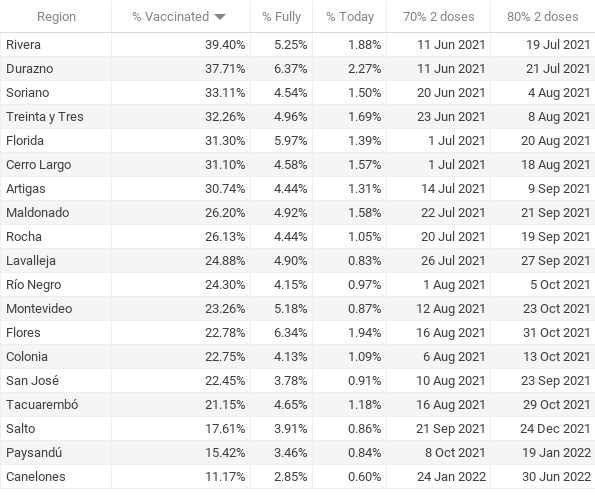 Region % Vaccinated % Fully % Today 70% 2 doses 80% 2 doses
Rivera 39.40% 5.25% 1.88% 11 Jun 2021 19 Jul 2021
Durazno 37.71% 6.37% 2.27% 11 Jun 2021 21 Jul 2021
Soriano 33.11% 4.54% 1.50% 20 Jun 2021 4 Aug 2021
Treinta y Tres 32.26% 4.96% 1.69% 23 Jun 2021 8 Aug 2021
Florida 31.30% 5.97% 1.39% 1 Jul 2021 20 Aug 2021
Cerro Largo 31.10% 4.58% 1.57% 1 Jul 2021 18 Aug 2021
Artigas 30.74% 4.44% 1.31% 14 Jul 2021 9 Sep 2021
Maldonado 26.20% 4.92% 1.58% 22 Jul 2021 21 Sep 2021
Rocha 26.13% 4.44% 1.05% 20 Jul 2021 19 Sep 2021
Lavalleja 24.88% 4.90% 0.83% 26 Jul 2021 27 Sep 2021
Río Negro 24.30% 4.15% 0.97% 1 Aug 2021 5 Oct 2021
Montevideo 23.26% 5.18% 0.87% 12 Aug 2021 23 Oct 2021
Flores 22.78% 6.34% 1.94% 16 Aug 2021 31 Oct 2021
Colonia 22.75% 4.13% 1.09% 6 Aug 2021 13 Oct 2021
San José 22.45% 3.78% 0.91% 10 Aug 2021 23 Sep 2021
Tacuarembó 21.15% 4.65% 1.18% 16 Aug 2021 29 Oct 2021
Salto 17.61% 3.91% 0.86% 21 Sep 2021 24 Dec 2021
Paysandú 15.42% 3.46% 0.84% 8 Oct 2021 19 Jan 2022
Canelones 11.17% 2.85% 0.60% 24 Jan 2022 30 Jun 2022